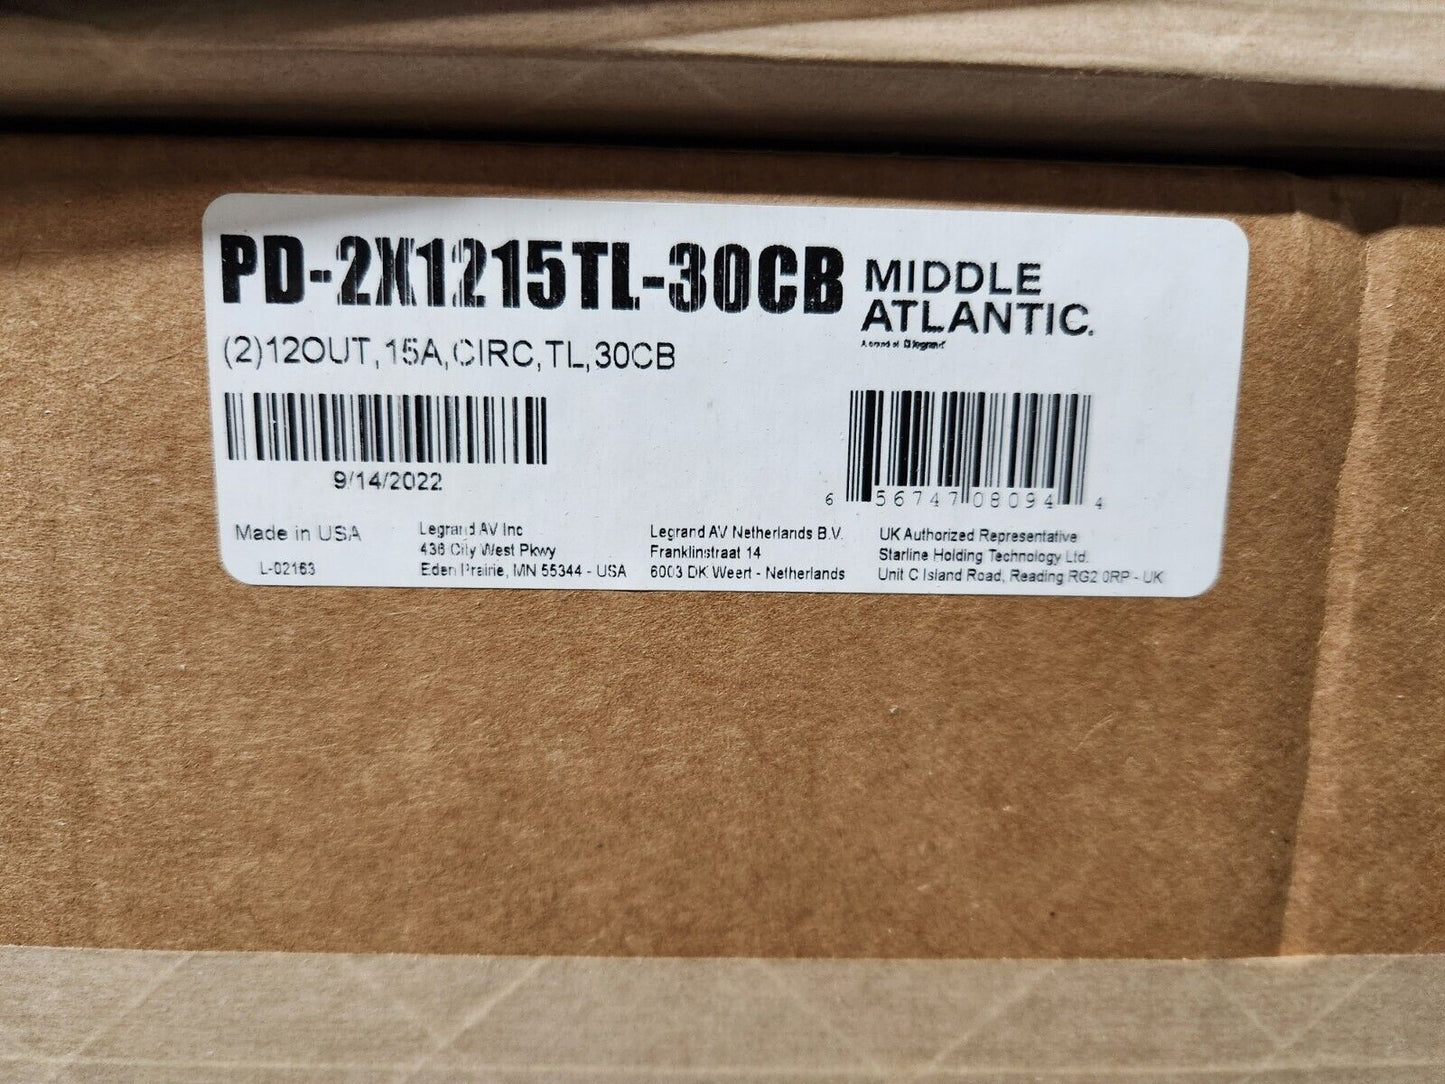 PD-2X1215TL-30CB
MIDDLE
ATLANTIC.
A brand of legrand
(2)12OUT,15A,CIRC,TL,30CB
9/14/2022
6 56747 08094 4
Made in USA
L-02163
Legrand AV Inc
436 City West Pkwy
Eden Prairie, MN 55344 - USA
Legrand AV Netherlands B.V.
Franklinstraat 14
6003 DK Weert - Netherlands
UK Authorized Representative
Starline Holding Technology Ltd.
Unit C Island Road, Reading RG2 0RP - UK